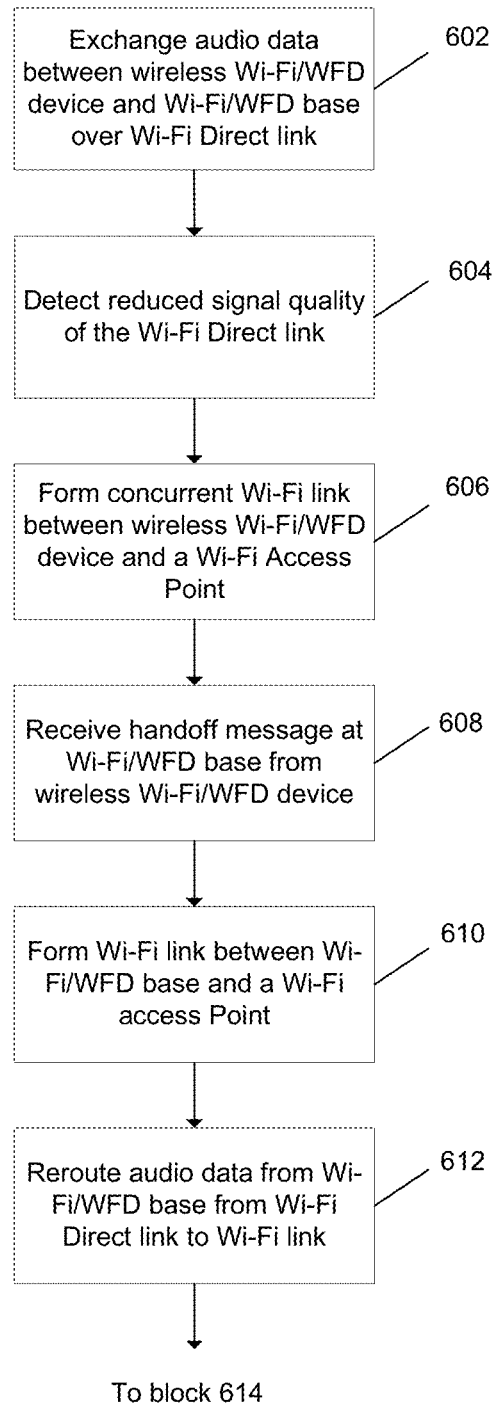 Exchange audio data
between wireless Wi-Fi/WFD
device and Wi-Fi/WFD base
over Wi-Fi Direct link
602
Detect reduced signal quality
of the Wi-Fi Direct link
604
Form concurrent Wi-Fi link
between wireless Wi-Fi/WFD
device and a Wi-Fi Access
Point
606
Receive handoff message at
Wi-Fi/WFD base from
wireless Wi-Fi/WFD device
608
Form Wi-Fi link between Wi-
Fi/WFD base and a Wi-Fi
access Point
610
Reroute audio data from Wi-
Fi/WFD base from Wi-Fi
Direct link to Wi-Fi link
612
To block 614